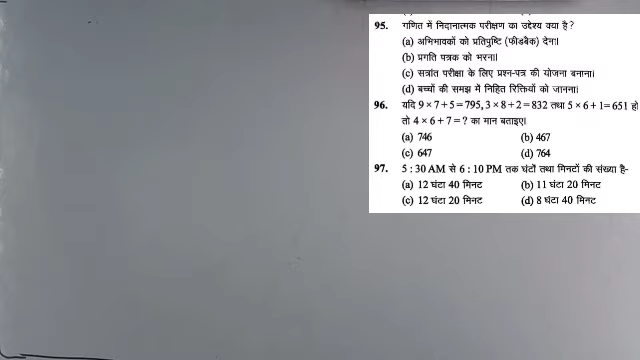 95. गणित में निदानात्मक परीक्षण का उद्देश्य क्या है?
(a) अभिभावकों को प्रतिपुष्टि (फीडबैक) देना।
(b) प्रगति पत्रक को भरना।
(c) सत्रांत परीक्षा के लिए प्रश्न-पत्र की योजना बनाना।
(d) बच्चों की समझ में निहित रिक्तियों को जानना।
96. यदि 9 × 7 + 5 = 795, 3 × 8 + 2 = 832 तथा 5 × 6 + 1 = 651 हो
तो 4 × 6 + 7 = ? का मान बताइए।
(a) 746 (b) 467
(c) 647 (d) 764
97. 5 : 30 AM से 6 : 10 PM तक घंटों तथा मिनटों की संख्या है-
(a) 12 घंटा 40 मिनट (b) 11 घंटा 20 मिनट
(c) 12 घंटा 20 मिनट (d) 8 घंटा 40 मिनट